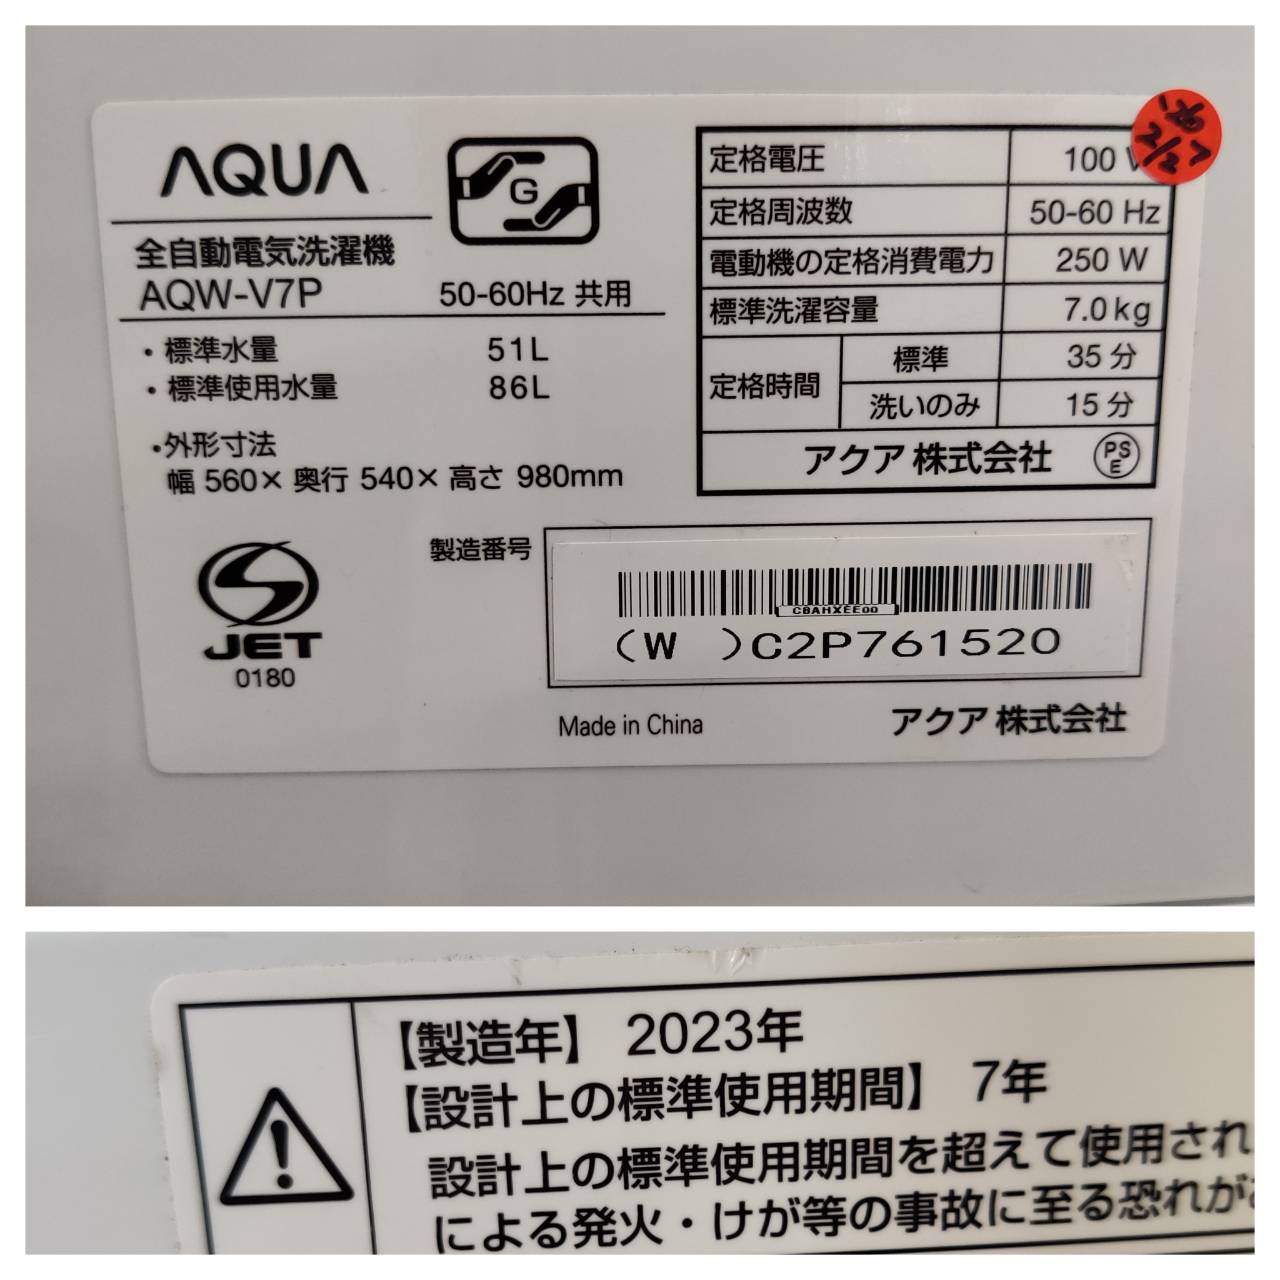 AQUA
G
全自動電気洗濯機
AQW-V7P
50-60Hz 共用
・標準水量 51L
・標準使用水量 86L
・外形寸法
幅 560× 奥行 540× 高さ 980mm
定格電圧 100 V
定格周波数 50-60 Hz
電動機の定格消費電力 250 W
標準洗濯容量 7.0kg
定格時間 標準 35 分
洗いのみ 15 分
アクア 株式会社
PS
E
2/27
JET
0180
製造番号
CBAHXEE00
(W )C2P761520
Made in China
アクア 株式会社
【製造年】 2023年
【設計上の標準使用期間】 7年
設計上の標準使用期間を超えて使用され
による発火・けが等の事故に至る恐れが